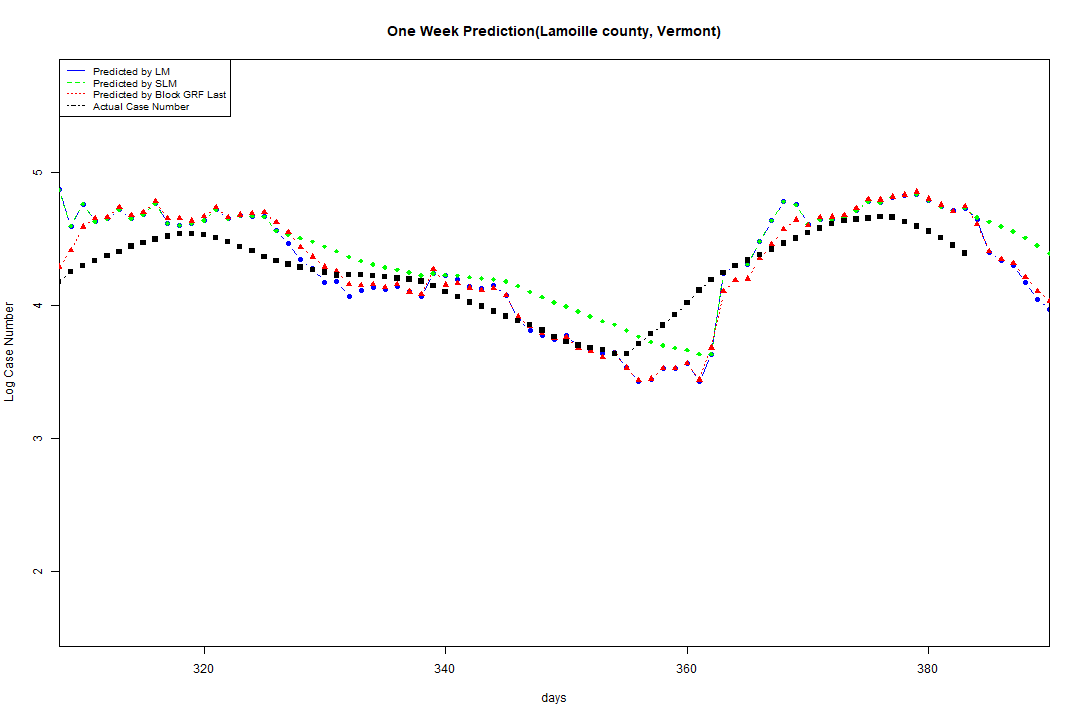 One Week Prediction(Lamoille county, Vermont)
Predicted by LM
Predicted by SLM
Predicted by Block GRF Last
Actual Case Number
5
4
3
2
Log Case Number
320 340 360 380
days